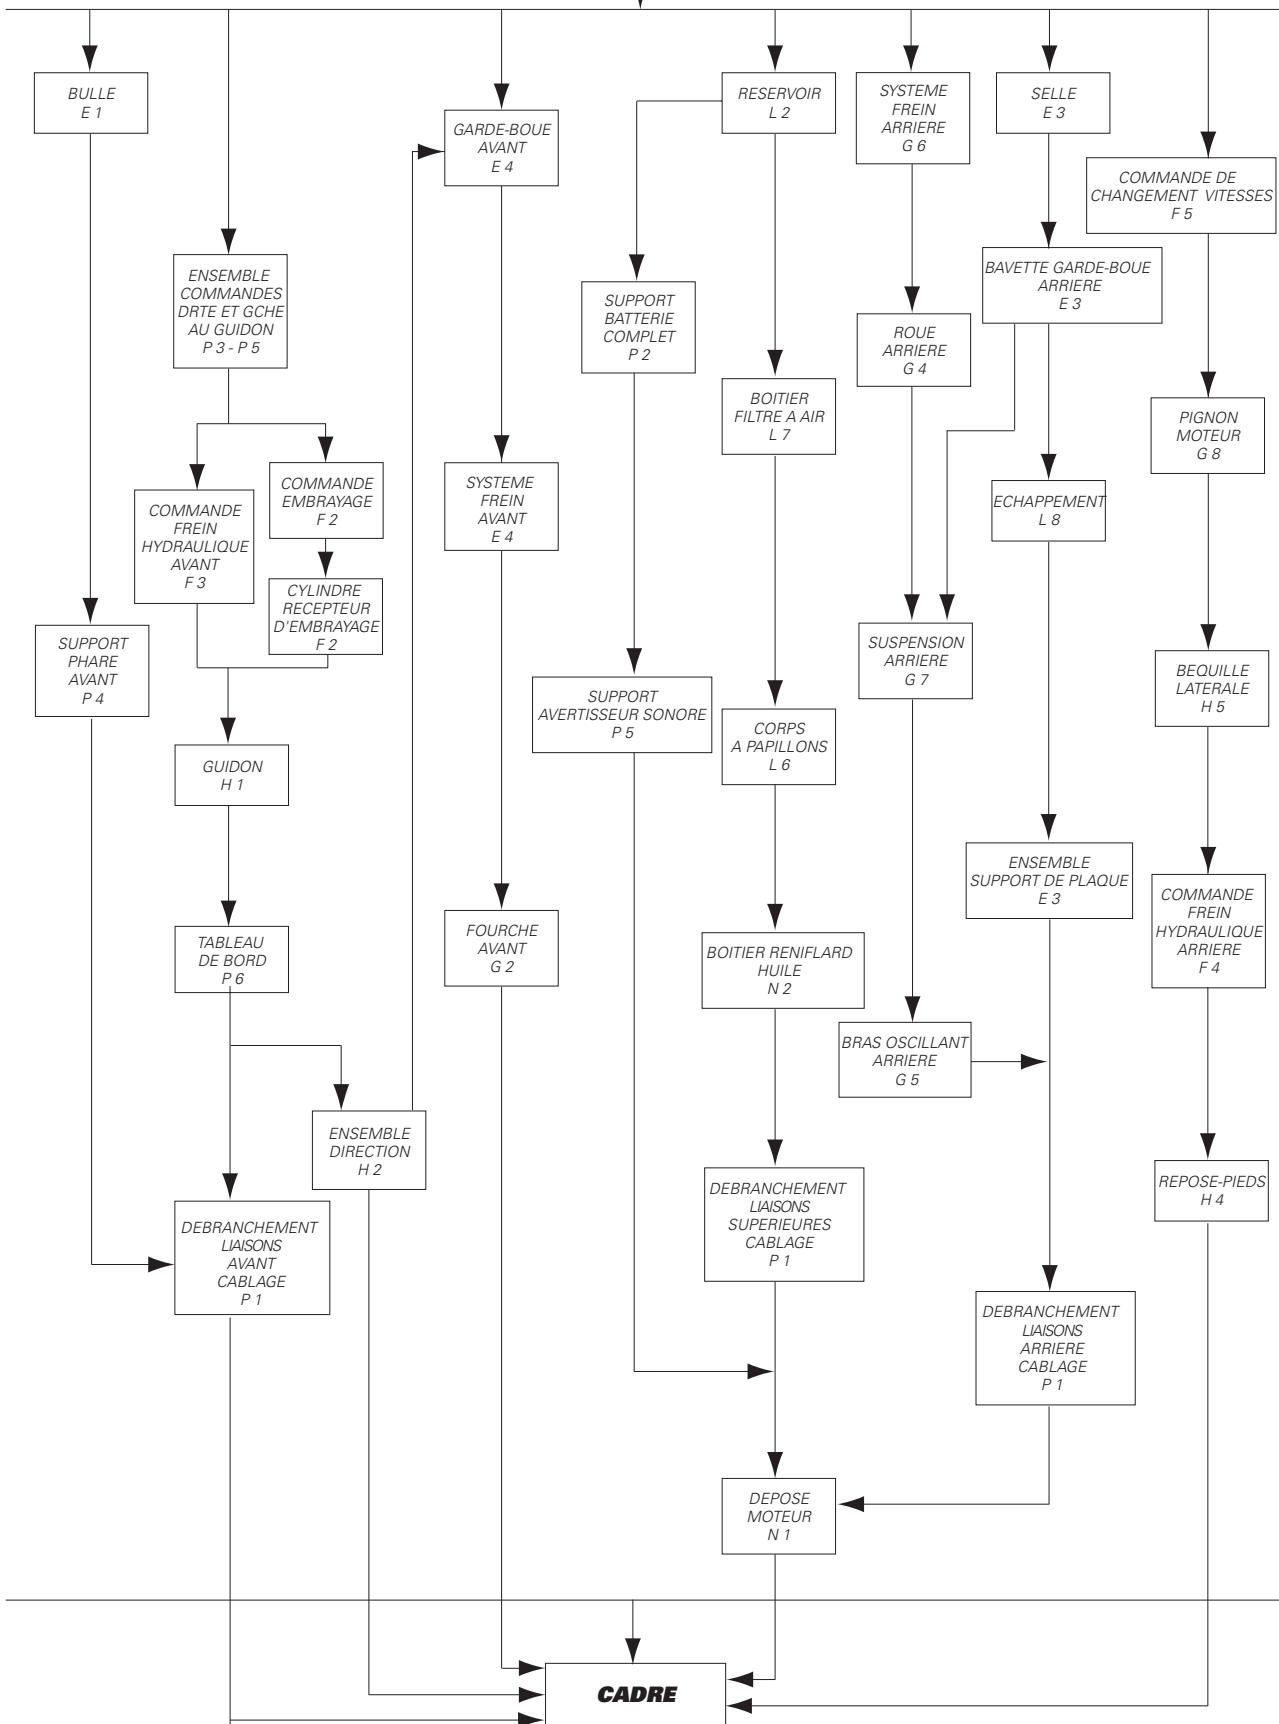 BULLE
E 1
RESERVOIR
L 2
SYSTEME
FREIN
ARRIERE
G 6
SELLE
E 3
GARDE-BOUE
AVANT
E 4
COMMANDE DE
CHANGEMENT VITESSES
F 5
ENSEMBLE
COMMANDES
DRTE ET GCHE
AU GUIDON
P 3 - P 5
BAVETTE GARDE-BOUE
ARRIERE
E 3
SUPPORT
BATTERIE
COMPLET
P 2
ROUE
ARRIERE
G 4
BOITIER
FILTRE A AIR
L 7
PIGNON
MOTEUR
G 8
COMMANDE
FREIN
HYDRAULIQUE
AVANT
F 3
COMMANDE
EMBRAYAGE
F 2
SYSTEME
FREIN
AVANT
E 4
ECHAPPEMENT
L 8
CYLINDRE
RECEPTEUR
D'EMBRAYAGE
F 2
SUPPORT
PHARE
AVANT
P 4
SUSPENSION
ARRIERE
G 7
BEQUILLE
LATERALE
H 5
SUPPORT
AVERTISSEUR SONORE
P 5
CORPS
A PAPILLONS
L 6
GUIDON
H 1
ENSEMBLE
SUPPORT DE PLAQUE
E 3
COMMANDE
FREIN
HYDRAULIQUE
ARRIERE
F 4
TABLEAU
DE BORD
P 6
FOURCHE
AVANT
G 2
BOITIER RENIFLARD
HUILE
N 2
BRAS OSCILLANT
ARRIERE
G 5
ENSEMBLE
DIRECTION
H 2
REPOSE-PIEDS
H 4
DEBRANCHEMENT
LIAISONS
SUPERIEURES
CABLAGE
P 1
DEBRANCHEMENT
LIAISONS
AVANT
CABLAGE
P 1
DEBRANCHEMENT
LIAISONS
ARRIERE
CABLAGE
P 1
DEPOSE
MOTEUR
N 1
CADRE